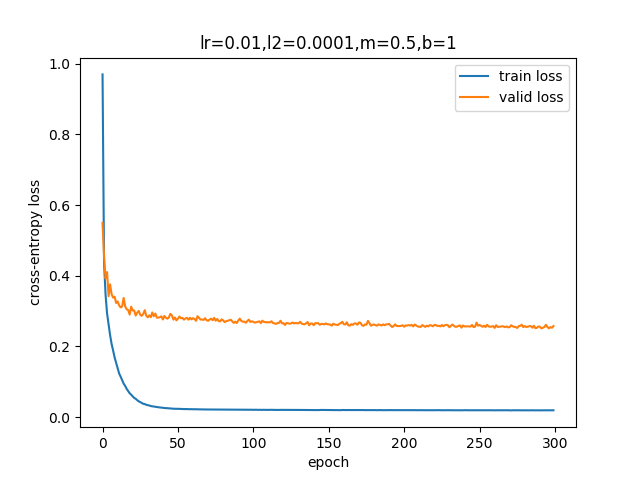 lr=0.01,l2=0.0001,m=0.5,b=1
train loss
valid loss
cross-entropy loss
1.0
0.8
0.6
0.4
0.2
0.0
0 50 100 150 200 250 300
epoch